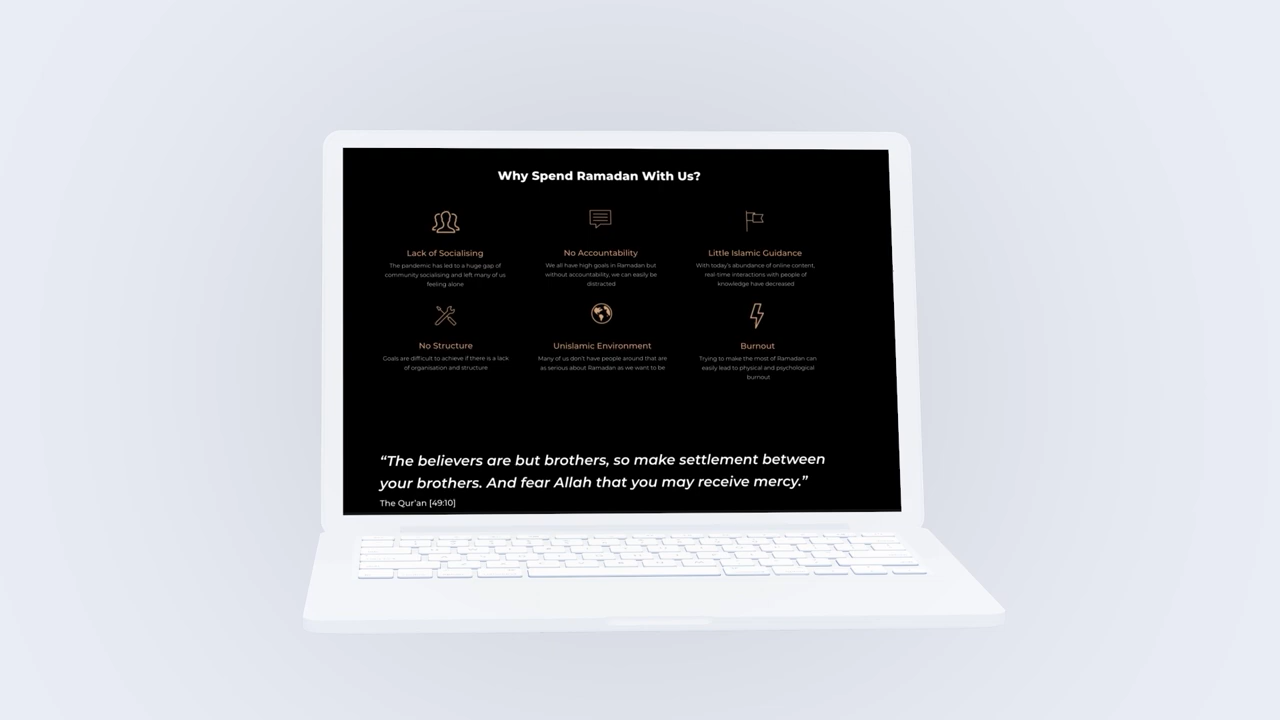 Why Spend Ramadan With Us?
Lack of Socialising
The pandemic has led to a huge gap of
community socialising and left many of us
feeling alone
No Accountability
We all have high goals in Ramadan but
without accountability, we can easily be
distracted
Little Islamic Guidance
With today's abundance of online content,
real-time interactions with people of
knowledge have decreased
No Structure
Goals are difficult to achieve if there is a lack
of organisation and structure
Unislamic Environment
Many of us don't have people around that are
as serious about Ramadan as we want to be
Burnout
Trying to make the most of Ramadan can
easily lead to physical and psychological
burnout
“The believers are but brothers, so make settlement between
your brothers. And fear Allah that you may receive mercy.”
The Qur'an [49:10]